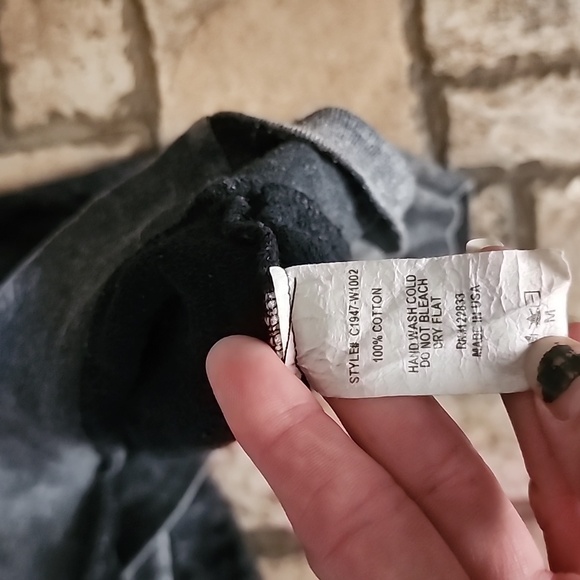 STYLE# C1947-W1002
100% COTTON
HAND WASH COLD
DO NOT BLEACH
DRY FLAT
RN#122833
MADE IN USA
M